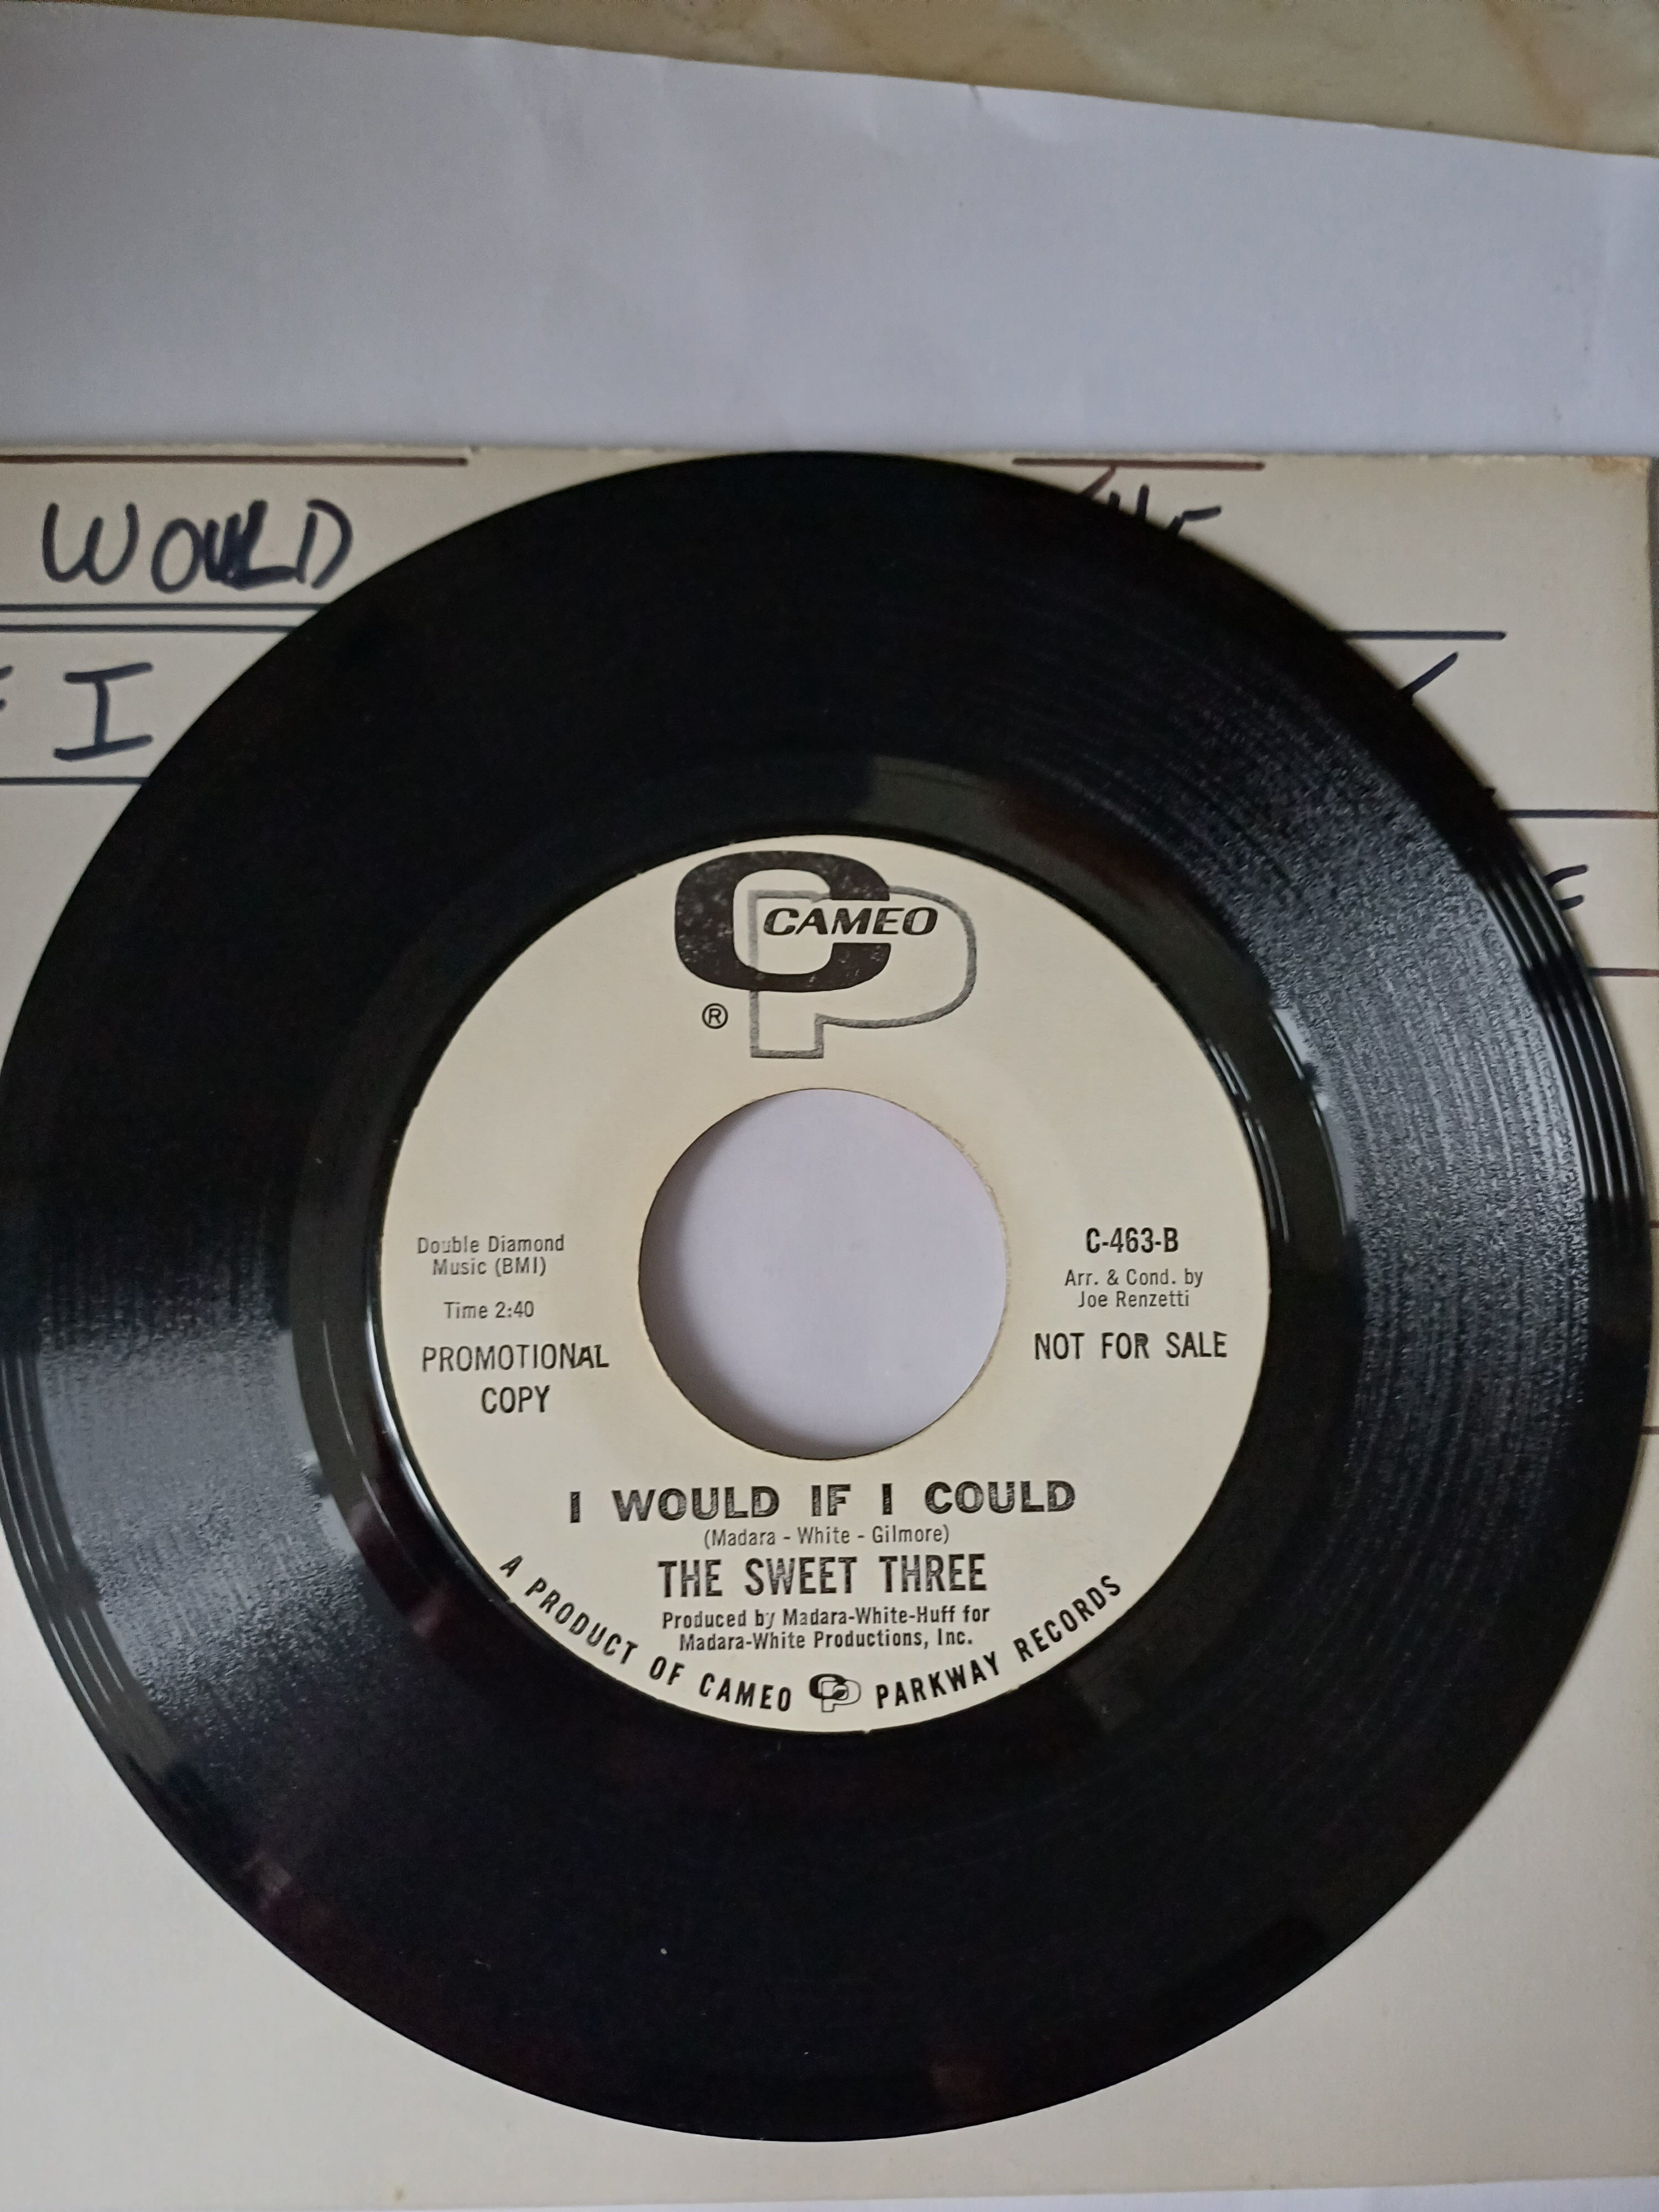 WOULD
THE
I
CAMEO
®
Double Diamond
Music (BMI)
Time 2:40
PROMOTIONAL
COPY
C-463-B
Arr. & Cond. by
Joe Renzetti
NOT FOR SALE
I WOULD IF I COULD
(Madara - White - Gilmore)
THE SWEET THREE
Produced by Madara-White-Huff for
Madara-White Productions, Inc.
A PRODUCT OF CAMEO CP PARKWAY RECORDS